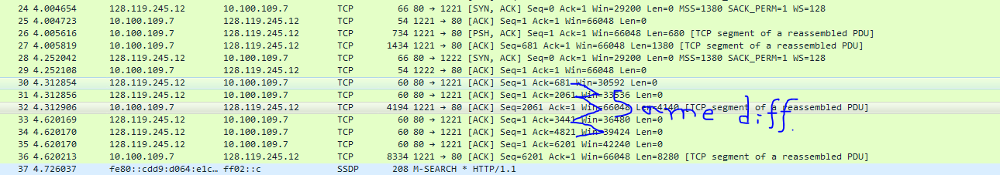 24 4.004654 128.119.245.12 10.100.109.7 TCP 66 80 → 1221 [SYN, ACK] Seq=0 Ack=1 Win=29200 Len=0 MSS=1380 SACK_PERM=1 WS=128
25 4.004723 10.100.109.7 128.119.245.12 TCP 54 1221 → 80 [ACK] Seq=1 Ack=1 Win=66048 Len=0
26 4.005616 10.100.109.7 128.119.245.12 TCP 734 1221 → 80 [PSH, ACK] Seq=1 Ack=1 Win=66048 Len=680 [TCP segment of a reassembled PDU]
27 4.005819 10.100.109.7 128.119.245.12 TCP 1434 1221 → 80 [ACK] Seq=681 Ack=1 Win=66048 Len=1380 [TCP segment of a reassembled PDU]
28 4.252042 128.119.245.12 10.100.109.7 TCP 66 80 → 1222 [SYN, ACK] Seq=0 Ack=1 Win=29200 Len=0 MSS=1380 SACK_PERM=1 WS=128
29 4.252108 10.100.109.7 128.119.245.12 TCP 54 1222 → 80 [ACK] Seq=1 Ack=1 Win=66048 Len=0
30 4.312854 128.119.245.12 10.100.109.7 TCP 60 80 → 1221 [ACK] Seq=1 Ack=681 Win=30592 Len=0
31 4.312856 128.119.245.12 10.100.109.7 TCP 60 80 → 1221 [ACK] Seq=1 Ack=2061 Win=33536 Len=0
32 4.312906 10.100.109.7 128.119.245.12 TCP 4194 1221 → 80 [ACK] Seq=2061 Ack=1 Win=66048 Len=4140 [TCP segment of a reassembled PDU]
Same diff.
33 4.620169 128.119.245.12 10.100.109.7 TCP 60 80 → 1221 [ACK] Seq=1 Ack=3441 Win=36480 Len=0
34 4.620170 128.119.245.12 10.100.109.7 TCP 60 80 → 1221 [ACK] Seq=1 Ack=4821 Win=39424 Len=0
35 4.620170 128.119.245.12 10.100.109.7 TCP 60 80 → 1221 [ACK] Seq=1 Ack=6201 Win=42240 Len=0
36 4.620213 10.100.109.7 128.119.245.12 TCP 8334 1221 → 80 [ACK] Seq=6201 Ack=1 Win=66048 Len=8280 [TCP segment of a reassembled PDU]
37 4.726037 fe80::cdd9:d064:e1c… ff02::c SSDP 208 M-SEARCH * HTTP/1.1